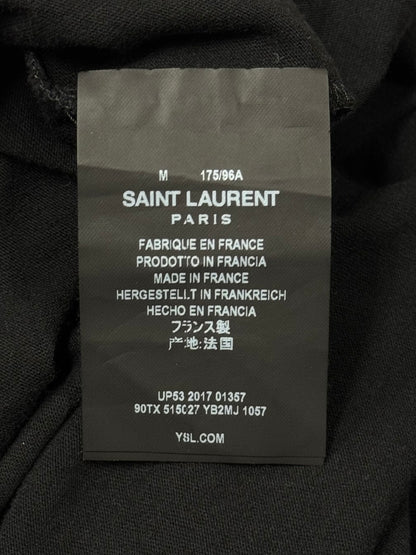 M 175/96A
SAINT LAURENT
PARIS
FABRIQUE EN FRANCE
PRODOTTO IN FRANCIA
MADE IN FRANCE
HERGESTELLT IN FRANKREICH
HECHO EN FRANCIA
フランス製
产地:法国
UP53 2017 01357
90TX 515027 YB2MJ 1057
YSL.COM